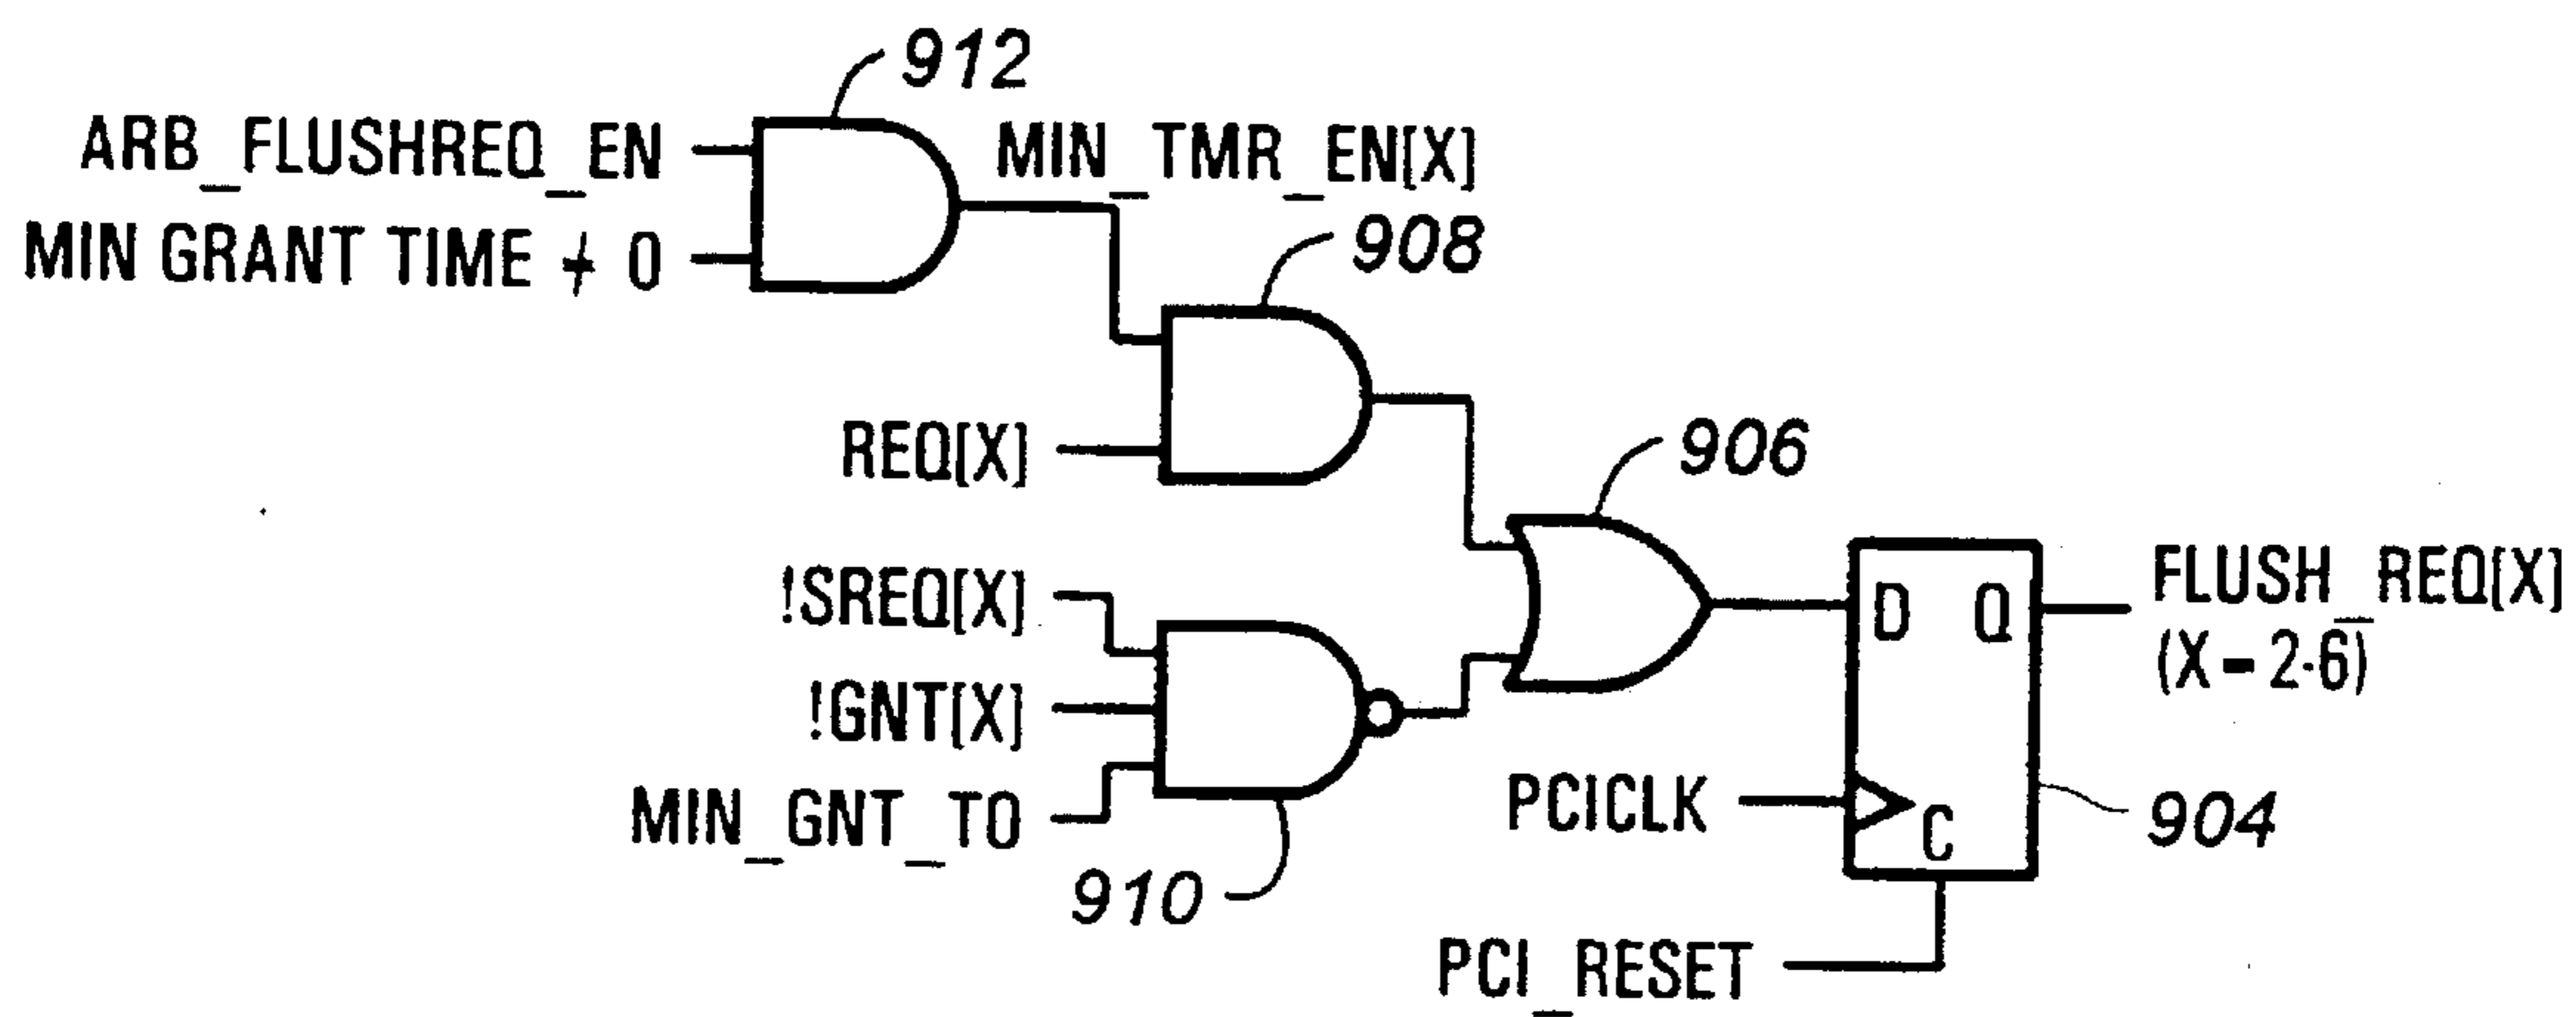 912
ARB_FLUSHREQ_EN
MIN_TMR_EN[X]
MIN GRANT TIME ≠ 0
908
REQ[X]
906
!SREQ[X]
FLUSH_REQ[X]
D Q
(X = 2-6)
!GNT[X]
PCICLK
MIN_GNT_TO
C
904
910
PCI_RESET